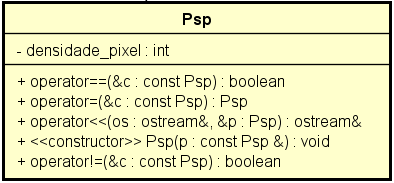 Psp
- densidade_pixel : int
+ operator==(&c : const Psp) : boolean
+ operator=(&c : const Psp) : Psp
+ operator<<(os : ostream&, &p : Psp) : ostream&
+ <<constructor>> Psp(p : const Psp &) : void
+ operator!=(&c : const Psp) : boolean